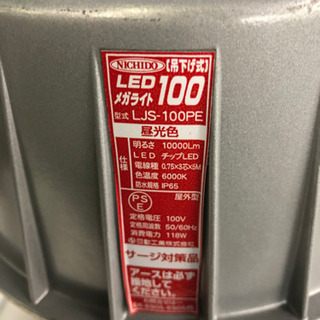 NICHIDO 【吊下げ式】
LED メガライト 100
型式 LJS-100PE
昼光色
仕様
明るさ 10000Lm
LED チップLED
電線種 0.75×3芯×5M
色温度 6000K
防水規格 IP65
PSE 屋外型
定格電圧 100V
定格周波数 50/60Hz
消費電力 118W
日動工業株式会社
サージ対策品
アースは必ず
接地して
ください。